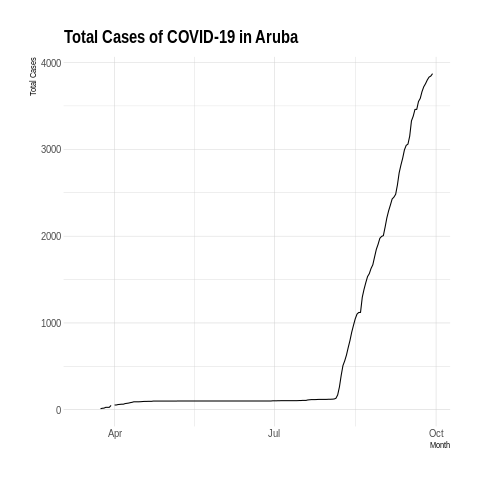 Total Cases of COVID-19 in Aruba
Total Cases
4000
3000
2000
1000
0
Apr
Jul
Oct
Month